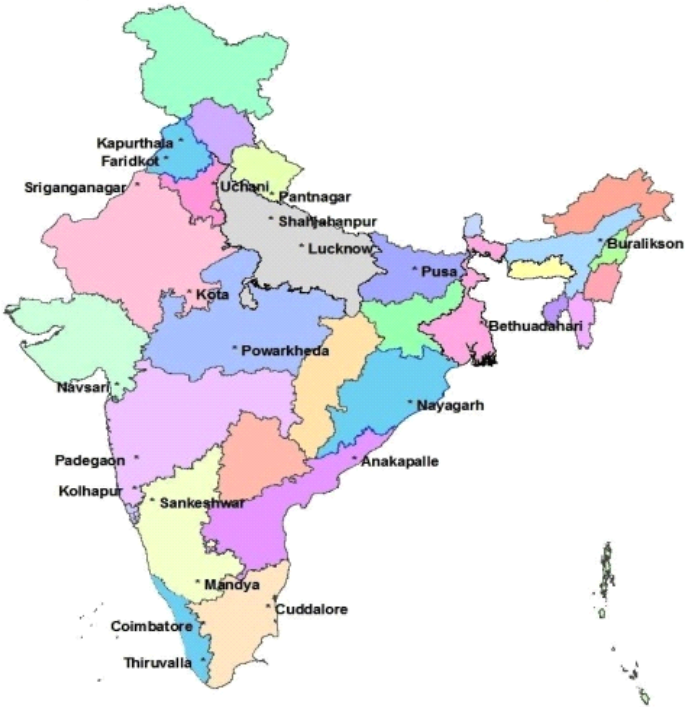 Kapurthala
Faridkot
Sriganganagar
Uchani
Pantnagar
Shahjahanpur
Lucknow
Buralikson
Pusa
Kota
Bethuadahari
Powarkheda
Navsari
Nayagarh
Padegaon
Anakapalle
Kolhapur
Sankeshwar
Mandya
Cuddalore
Coimbatore
Thiruvalla